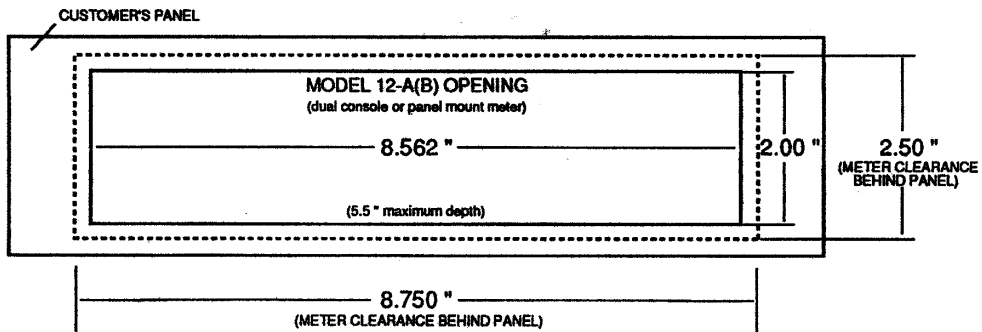 CUSTOMER'S PANEL
MODEL 12-A(B) OPENING
(dual console or panel mount meter)
8.562 "
2.00 "
2.50 "
(METER CLEARANCE
BEHIND PANEL)
(5.5 " maximum depth)
8.750 "
(METER CLEARANCE BEHIND PANEL)